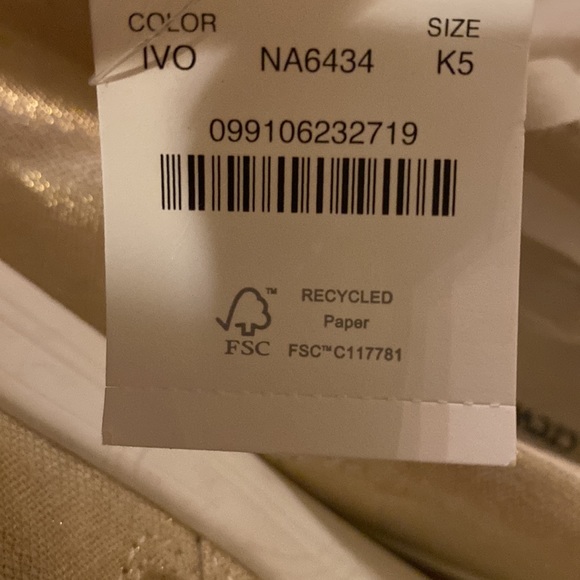 COLOR SIZE
IVO NA6434 K5
099106232719
RECYCLED
Paper
FSC FSC™C117781